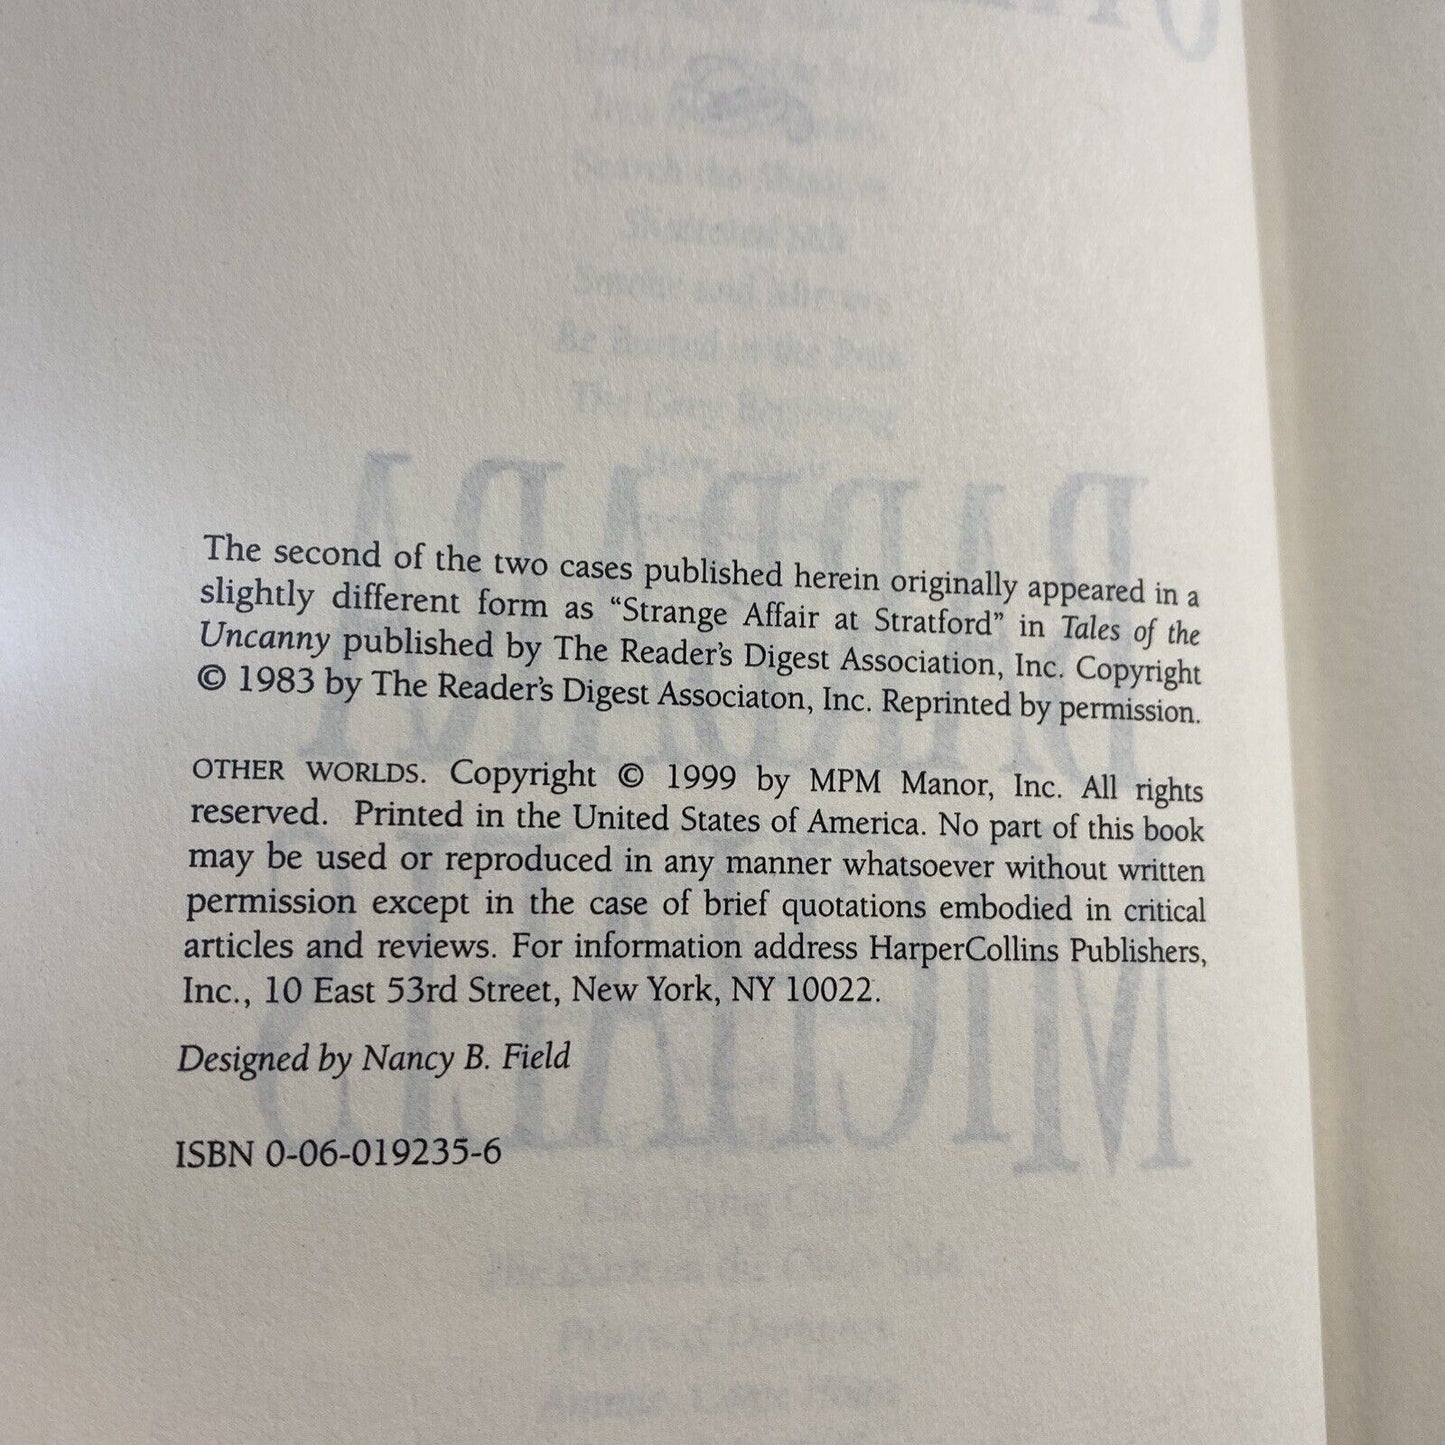 The second of the two cases published herein originally appeared in a
slightly different form as “Strange Affair at Stratford” in Tales of the
Uncanny published by The Reader's Digest Association, Inc. Copyright
© 1983 by The Reader's Digest Associaton, Inc. Reprinted by permission.
OTHER WORLDS. Copyright © 1999 by MPM Manor, Inc. All rights
reserved. Printed in the United States of America. No part of this book
may be used or reproduced in any manner whatsoever without written
permission except in the case of brief quotations embodied in critical
articles and reviews. For information address HarperCollins Publishers,
Inc., 10 East 53rd Street, New York, NY 10022.
Designed by Nancy B. Field
ISBN 0-06-019235-6